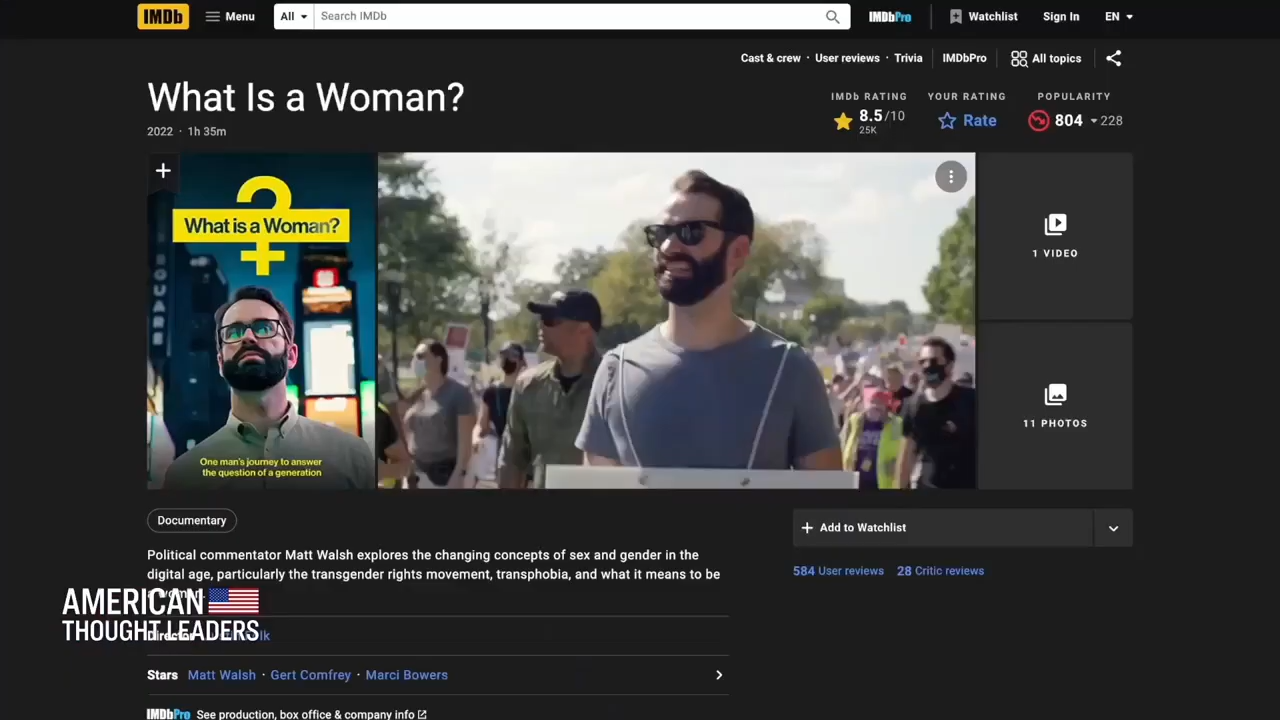 IMDb
Menu
All
Search IMDb
IMDbPro
Watchlist
Sign In
EN
Cast & crew · User reviews · Trivia
IMDbPro
All topics
What Is a Woman?
2022 · 1h 35m
IMDb RATING
8.5/10
25K
YOUR RATING
Rate
POPULARITY
804
228
What is a Woman?
SQUARE
One man's journey to answer
the question of a generation
1 VIDEO
11 PHOTOS
Documentary
Add to Watchlist
Political commentator Matt Walsh explores the changing concepts of sex and gender in the
digital age, particularly the transgender rights movement, transphobia, and what it means to be
a woman.
584 User reviews 28 Critic reviews
AMERICAN
THOUGHT LEADERS
Director
Stars Matt Walsh · Gert Comfrey · Marci Bowers
IMDbPro See production, box office & company info